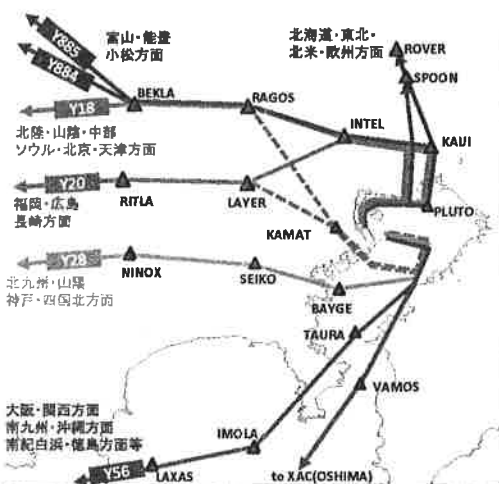 Y885
Y884
富山・能登
小松方面
北海道・東北・
北米・欧州方面
ROVER
SPOON
BEKLA
RAGOS
Y18
INTEL
KAIJI
北陸・山陰・中部
ソウル・北京・天津方面
Y20
RITLA
LAYER
PLUTO
福岡・広島
長崎方面
KAMAT
Y28
NINOX
SEIKO
北九州・山陽
神戸・四国北方面
BAYGE
TAURA
VAMOS
大阪・関西方面
南九州・沖縄方面
南紀白浜・徳島方面等
IMOLA
Y56
LAXAS
to XAC(OSHIMA)